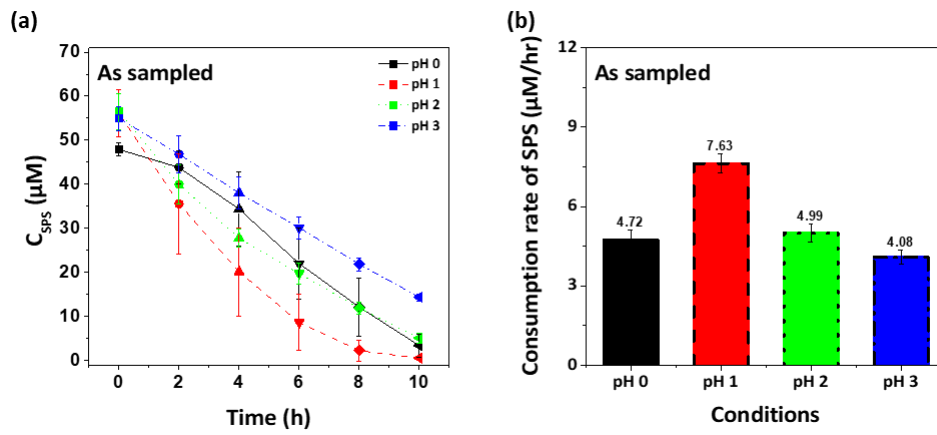 (a)
70
60
50
40
30
20
10
0
C_SPS (µM)
As sampled
pH 0
pH 1
pH 2
pH 3
0 2 4 6 8 10
Time (h)
(b)
12
9
6
3
0
Consumption rate of SPS (µM/hr)
As sampled
4.72
7.63
4.99
4.08
pH 0 pH 1 pH 2 pH 3
Conditions